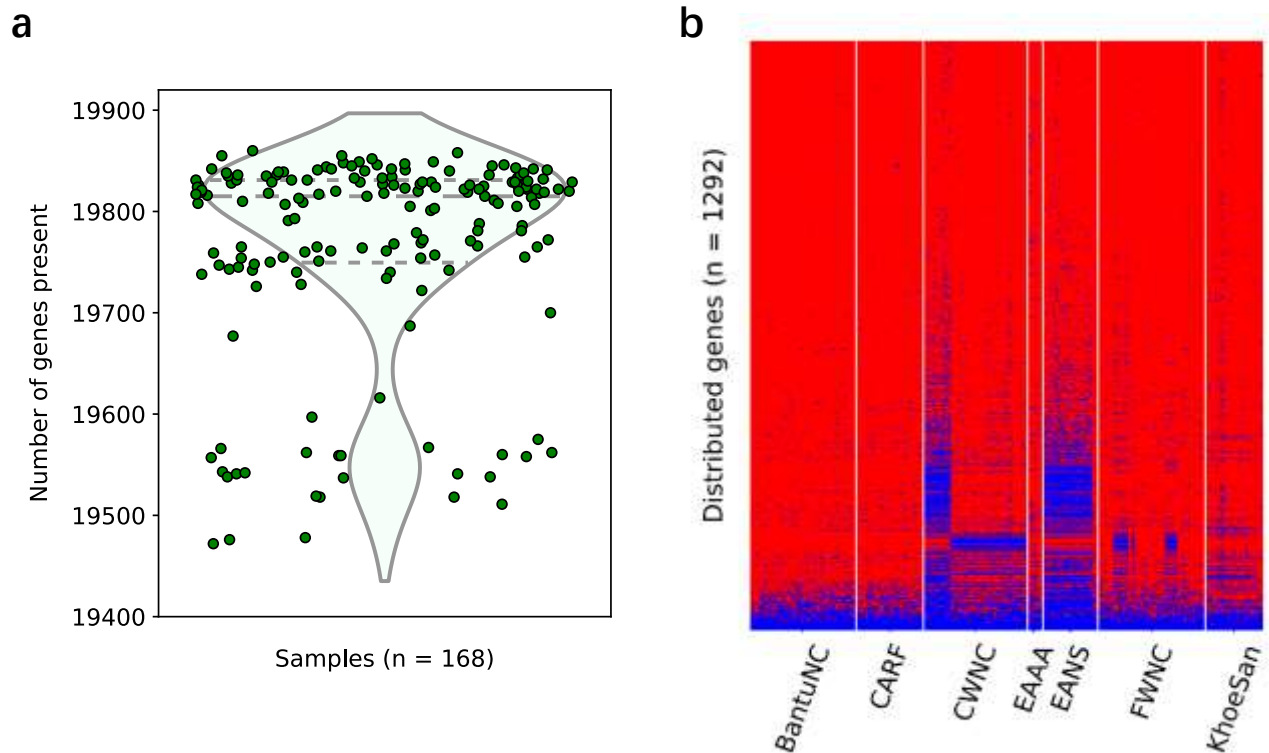 a
b
19900
19800
19700
19600
19500
19400
Number of genes present
Samples (n = 168)
Distributed genes (n = 1292)
BantuNC
CARF
CWNC
EAAA
EANS
FWNC
KhoeSan